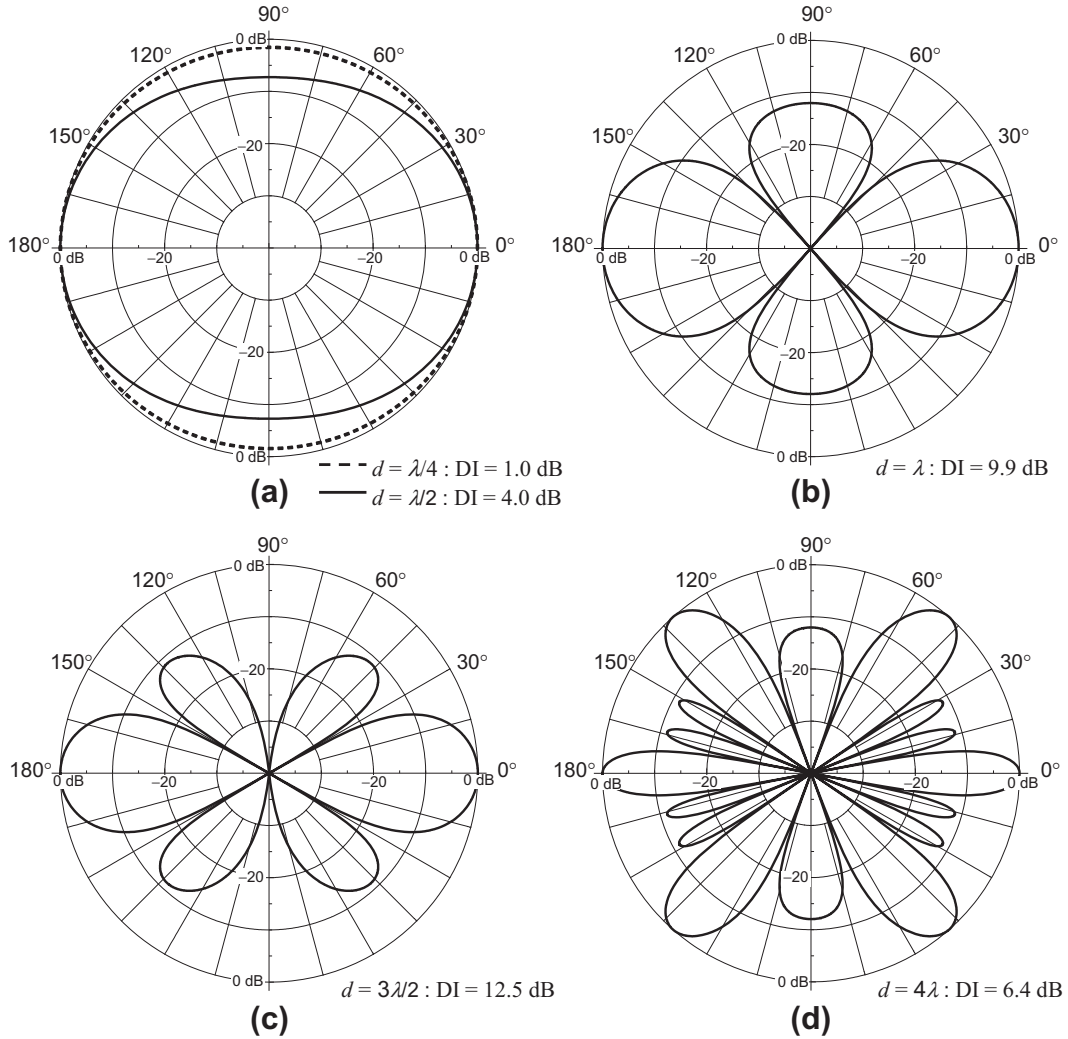 90° 90°
0 dB 0 dB
120° 60° 120° 60°
150° 30° 150° 30°
–20 –20
180° 0° 180° 0°
0 dB –20 –20 0 dB 0 dB –20 –20 0 dB
–20 –20
0 dB 0 dB
d = λ/4 : DI = 1.0 dB d = λ : DI = 9.9 dB
(a) d = λ/2 : DI = 4.0 dB (b)
90° 90°
0 dB 0 dB
120° 60° 120° 60°
150° 30° 150° 30°
–20 –20
180° 0° 180° 0°
0 dB –20 –20 0 dB 0 dB –20 –20 0 dB
–20 –20
0 dB 0 dB
d = 3λ/2 : DI = 12.5 dB d = 4λ : DI = 6.4 dB
(c) (d)